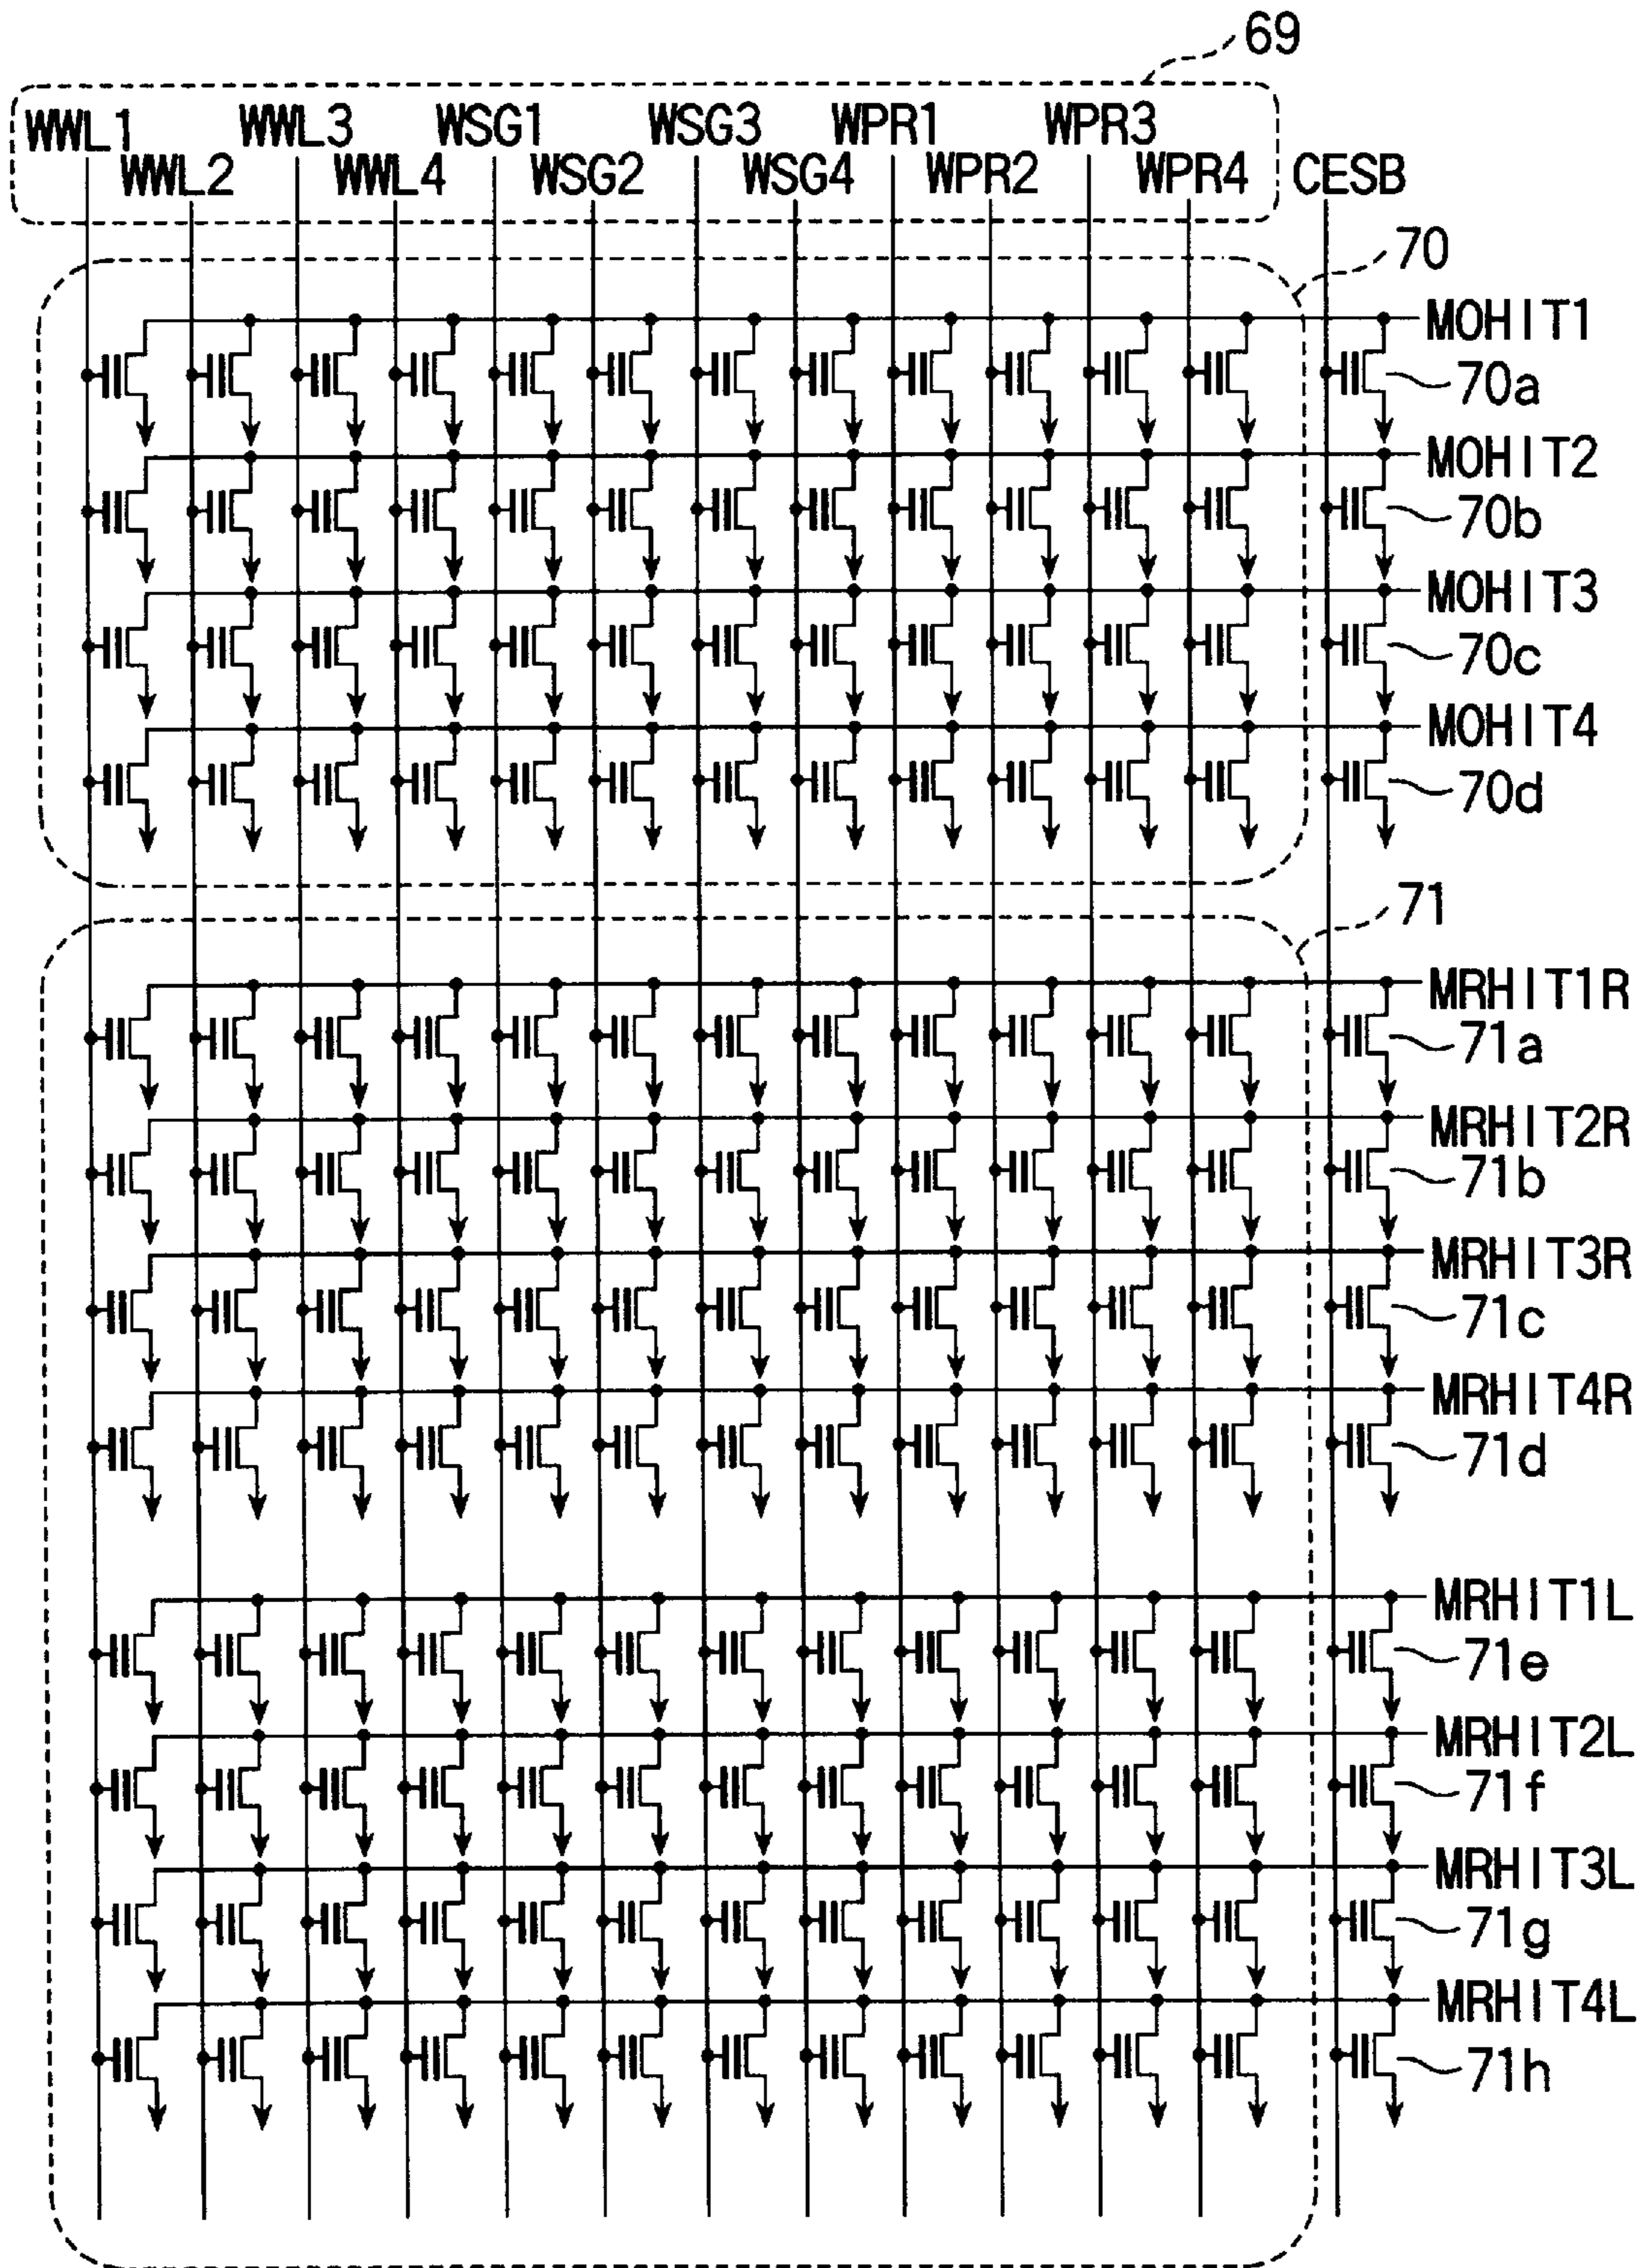 69
WWL1 WWL3 WSG1 WSG3 WPR1 WPR3
WWL2 WWL4 WSG2 WSG4 WPR2 WPR4 CESB
70
MOHIT1
70a
MOHIT2
70b
MOHIT3
70c
MOHIT4
70d
71
MRHIT1R
71a
MRHIT2R
71b
MRHIT3R
71c
MRHIT4R
71d
MRHIT1L
71e
MRHIT2L
71f
MRHIT3L
71g
MRHIT4L
71h